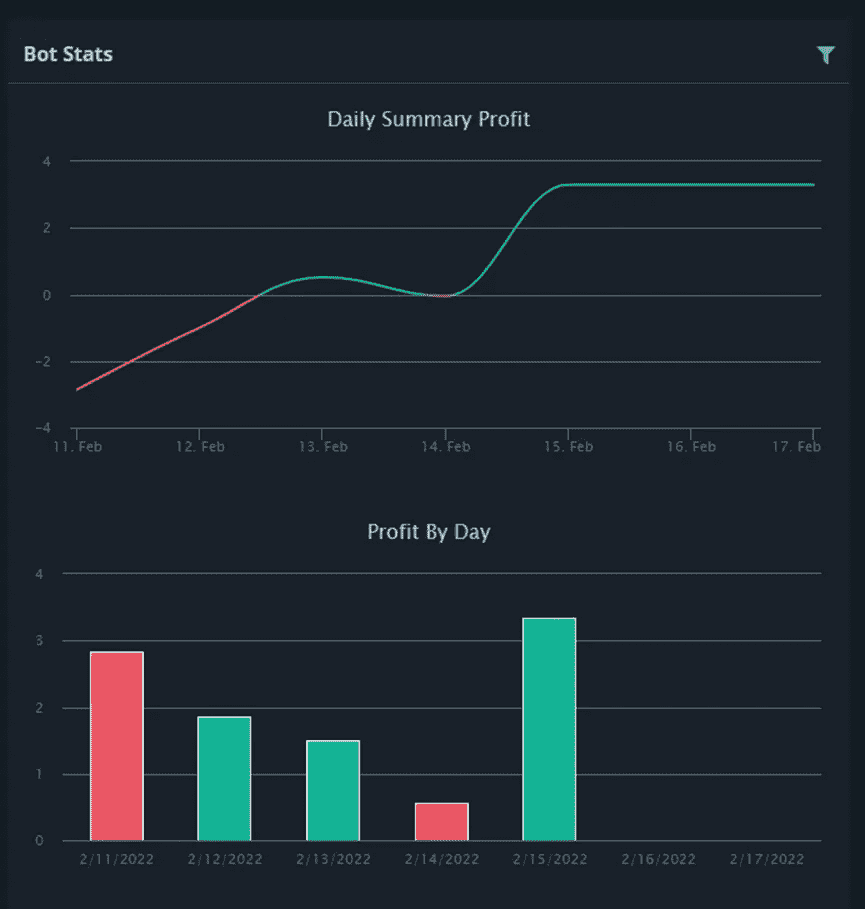 Bot Stats
Daily Summary Profit
4
2
0
-2
-4
11. Feb 12. Feb 13. Feb 14. Feb 15. Feb 16. Feb 17. Feb
Profit By Day
4
3
2
1
0
2/11/2022 2/12/2022 2/13/2022 2/14/2022 2/15/2022 2/16/2022 2/17/2022